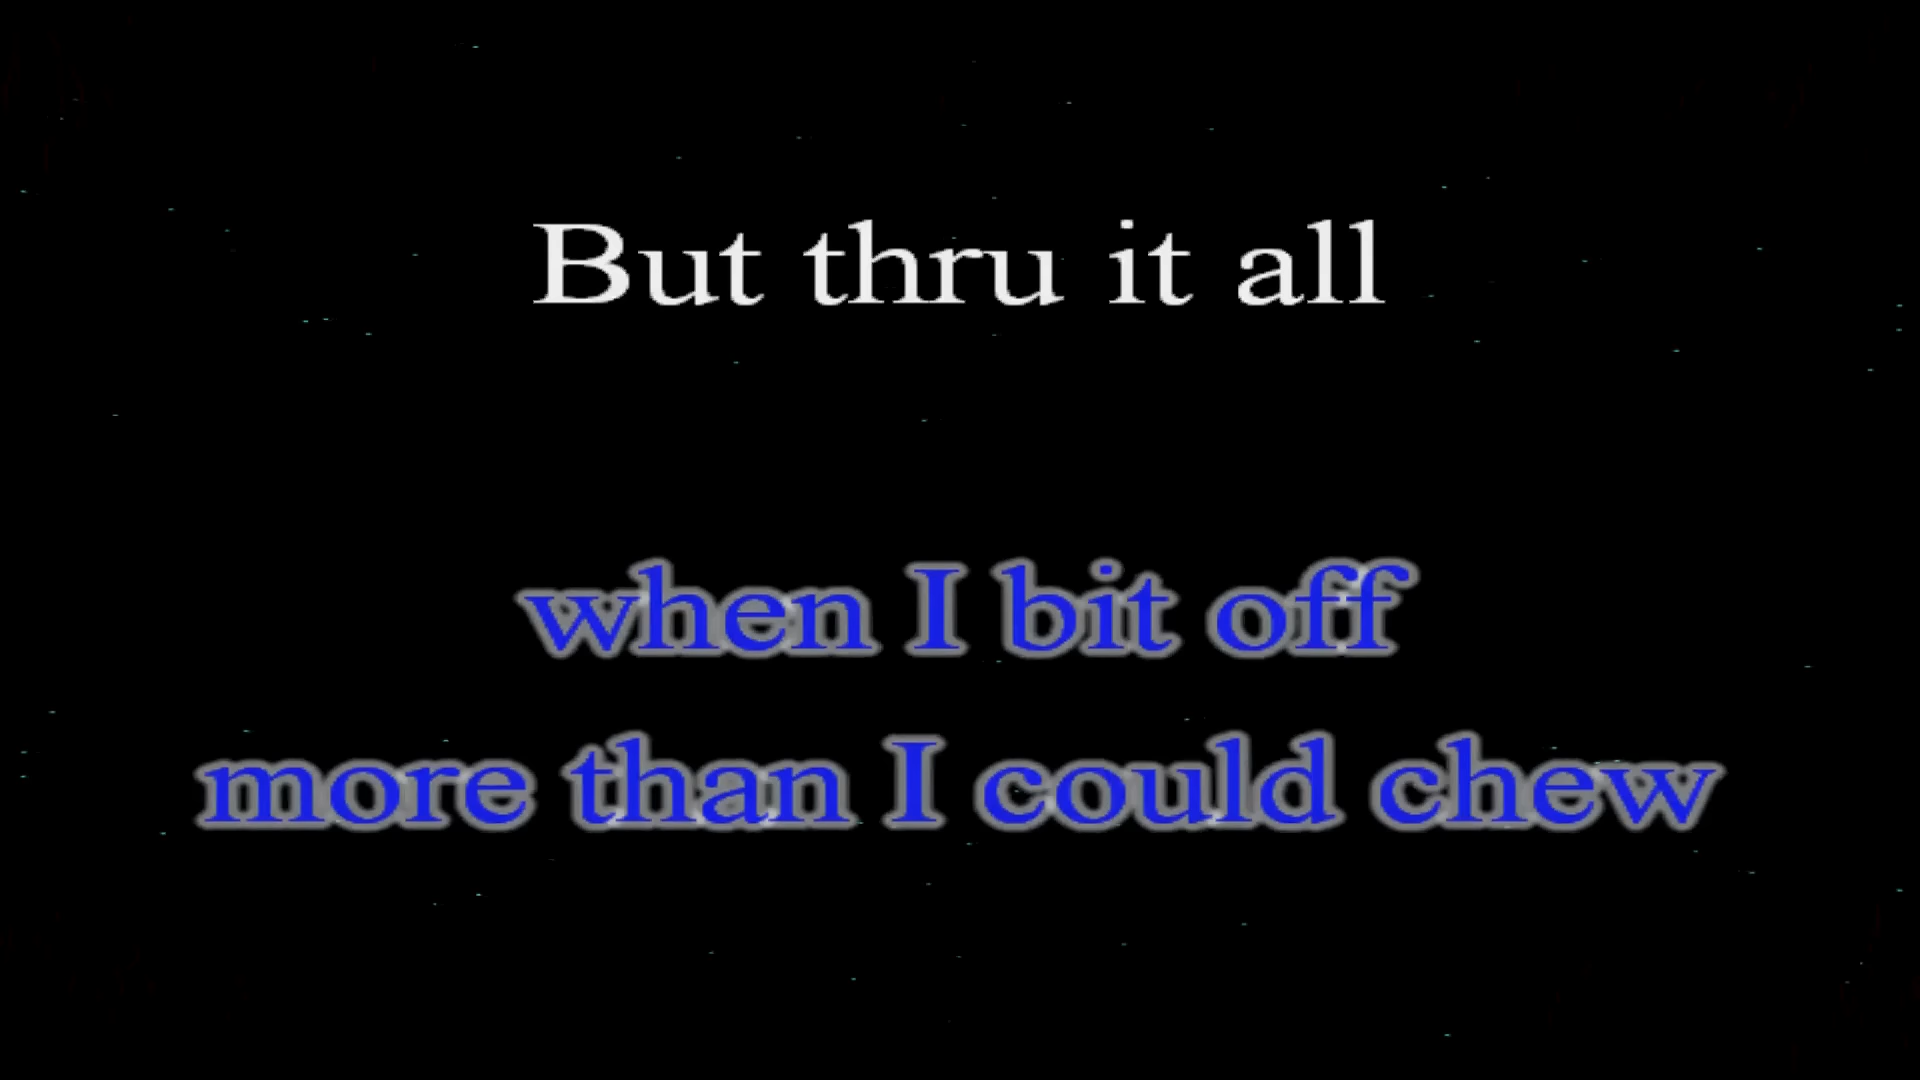 But thru it all
when I bit off
more than I could chew